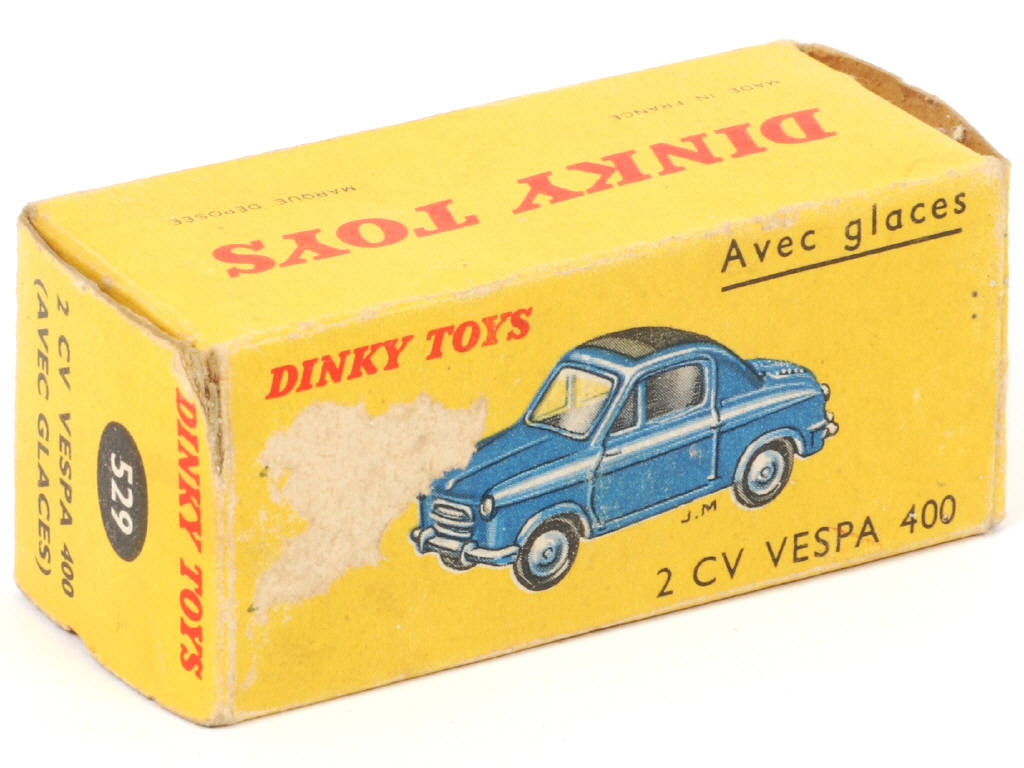 MADE IN FRANCE
MARQUE DEPOSÉE
DINKY TOYS
Avec glaces
DINKY TOYS
J.M
2 CV VESPA 400
2 CV VESPA 400
(AVEC GLACES)
529
DINKY TOYS